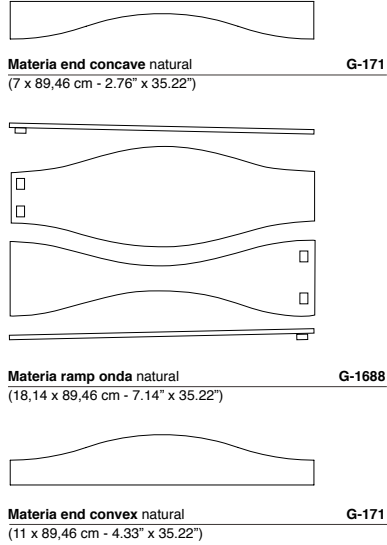 Materia end concave natural G-171
(7 x 89,46 cm - 2.76” x 35.22”)
Materia ramp onda natural G-1688
(18,14 x 89,46 cm - 7.14” x 35.22”)
Materia end convex natural G-171
(11 x 89,46 cm - 4.33” x 35.22”)